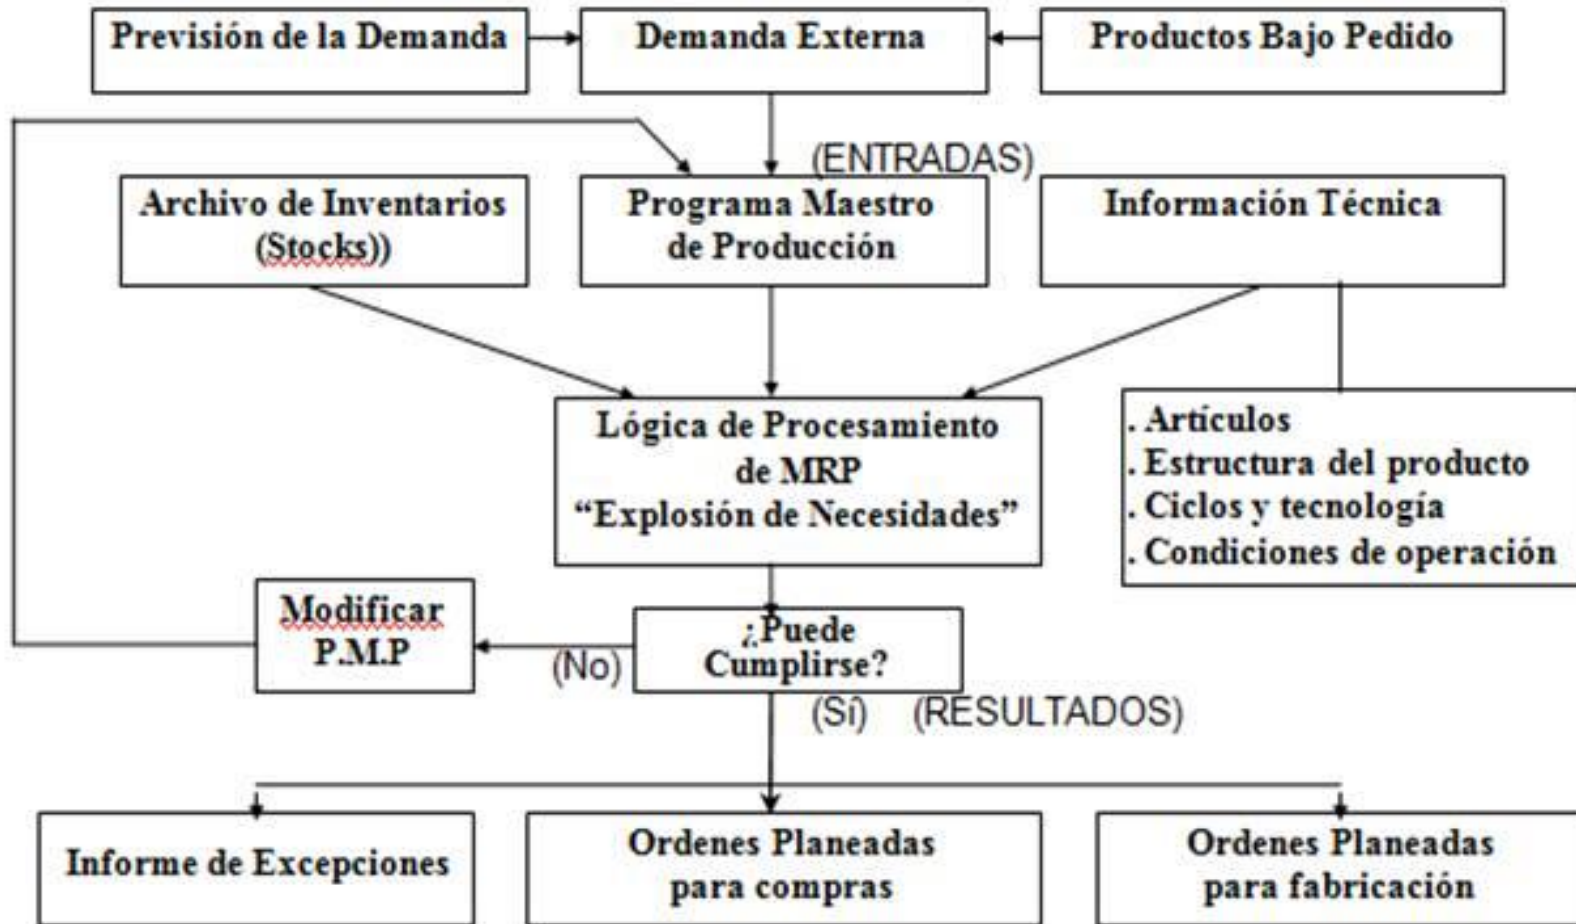 Previsión de la Demanda
Demanda Externa
Productos Bajo Pedido
(ENTRADAS)
Archivo de Inventarios
(Stocks))
Programa Maestro
de Producción
Información Técnica
Lógica de Procesamiento
de MRP
“Explosión de Necesidades”
. Artículos
. Estructura del producto
. Ciclos y tecnología
. Condiciones de operación
Modificar
P.M.P
(No)
¿Puede
Cumplirse?
(Sí) (RESULTADOS)
Informe de Excepciones
Ordenes Planeadas
para compras
Ordenes Planeadas
para fabricación